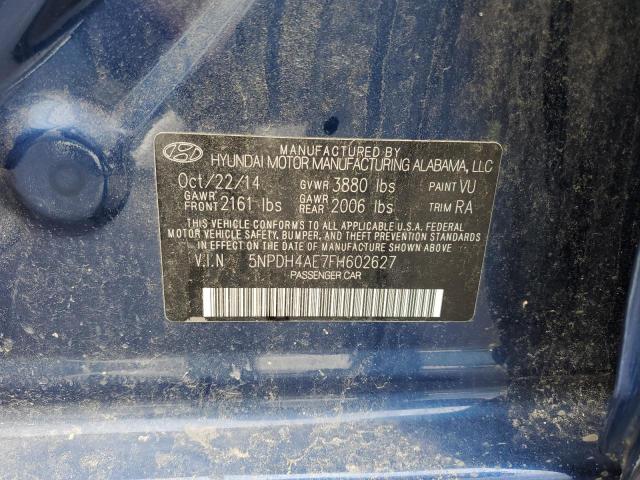 MANUFACTURED BY
HYUNDAI MOTOR MANUFACTURING ALABAMA, LLC
Oct/22/14 GVWR 3880 lbs PAINT VU
GAWR FRONT 2161 lbs GAWR REAR 2006 lbs TRIM RA
THIS VEHICLE CONFORMS TO ALL APPLICABLE U.S.A. FEDERAL
MOTOR VEHICLE SAFETY, BUMPER, AND THEFT PREVENTION STANDARDS
IN EFFECT ON THE DATE OF MANUFACTURE SHOWN ABOVE.
V.I.N 5NPDH4AE7FH602627
PASSENGER CAR